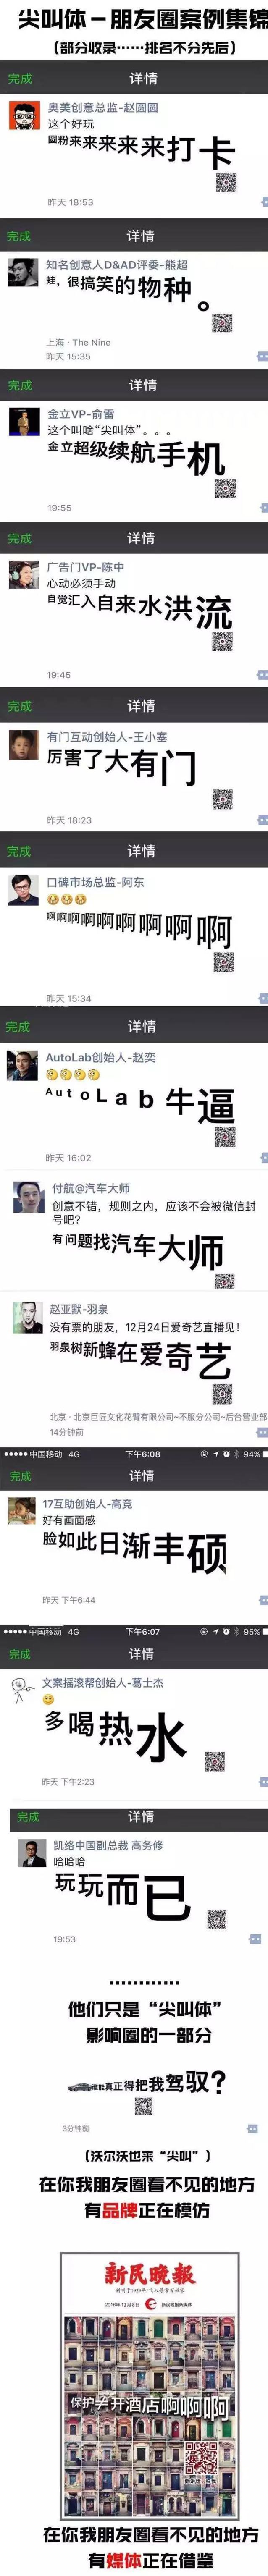 尖叫体-朋友圈案例集锦
(部分收录……排名不分先后)
完成 详情
奥美创意总监-赵圆圆
这个好玩
圆粉来来来来来打卡
昨天 18:53
完成 详情
知名创意人D&AD评委-熊超
蛙，很搞笑的物种。
上海 · The Nine
昨天 15:35
完成 详情
金立VP-俞雷
这个叫啥“尖叫体”。。。
金立超级续航手机
19:55
完成 详情
广告门VP-陈中
心动必须手动
自觉汇入自来水洪流
19:45
完成 详情
有门互动创始人-王小塞
厉害了大有门
昨天 18:23
完成 详情
口碑市场总监-阿东
啊啊啊啊啊啊啊啊啊
昨天 15:34
完成 详情
AutoLab创始人-赵奕
AutoLab牛逼
昨天 16:02
付航@汽车大师
创意不错，规则之内，应该不会被微信封
号吧？
有问题找汽车大师
赵亚默-羽泉
没有票的朋友，12月24日爱奇艺直播见！
羽泉树新蜂在爱奇艺
北京 · 北京巨匠文化花臂有限公司~不服分公司~后台营业部
14分钟前
中国移动 4G 下午6:08 94%
完成 详情
17互助创始人-高竞
好有画面感
脸如此日渐丰硕
昨天 下午6:44
中国移动 4G 下午6:07 95%
完成 详情
文案摇滚帮创始人-葛士杰
多喝热水
昨天 下午2:23
完成 详情
凯络中国副总裁 高务修
哈哈哈
玩玩而已
19:53
…………
他们只是“尖叫体”
影响圈的一部分
谁能真正得把我驾驭？
3分钟前
(沃尔沃也来“尖叫”)
在你我朋友圈看不见的地方
有品牌正在模仿
新民晚报
2016年12月8日
保护 开酒店啊啊啊
在你我朋友圈看不见的地方
有媒体正在借鉴